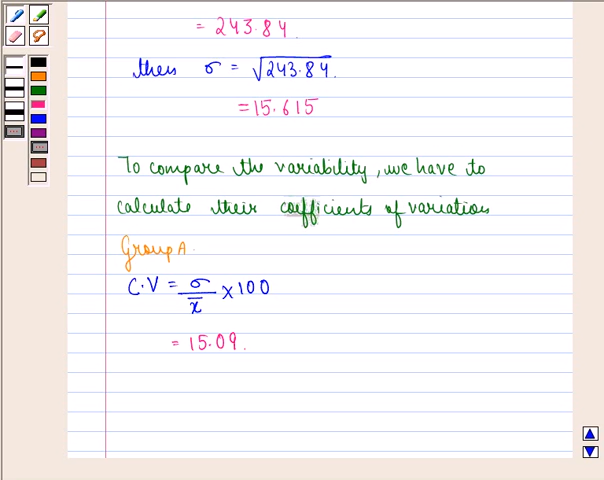 = 243.84.
then σ = √243.84.
= 15.615
To compare the variability, we have to
calculate their coefficients of variation
Group A.
C.V = σ/x̄ × 100
= 15.09.